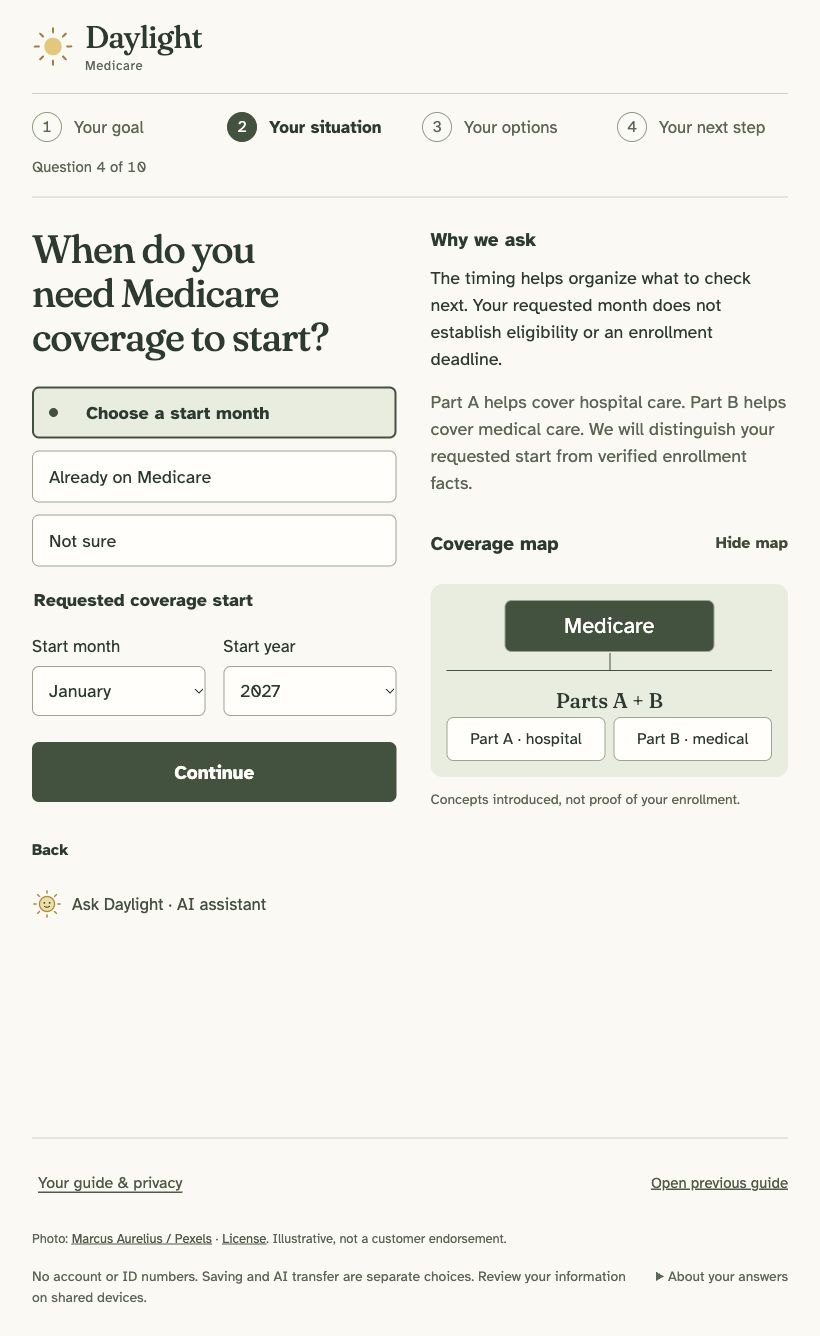 Daylight
Medicare
1 Your goal
2 Your situation
3 Your options
4 Your next step
Question 4 of 10
When do you
need Medicare
coverage to start?
Choose a start month
Already on Medicare
Not sure
Requested coverage start
Start month
Start year
January
2027
Continue
Back
Ask Daylight · AI assistant
Why we ask
The timing helps organize what to check
next. Your requested month does not
establish eligibility or an enrollment
deadline.
Part A helps cover hospital care. Part B helps
cover medical care. We will distinguish your
requested start from verified enrollment
facts.
Coverage map
Hide map
Medicare
Parts A + B
Part A · hospital
Part B · medical
Concepts introduced, not proof of your enrollment.
Your guide & privacy
Open previous guide
Photo: Marcus Aurelius / Pexels · License. Illustrative, not a customer endorsement.
No account or ID numbers. Saving and AI transfer are separate choices. Review your information
on shared devices.
▶ About your answers